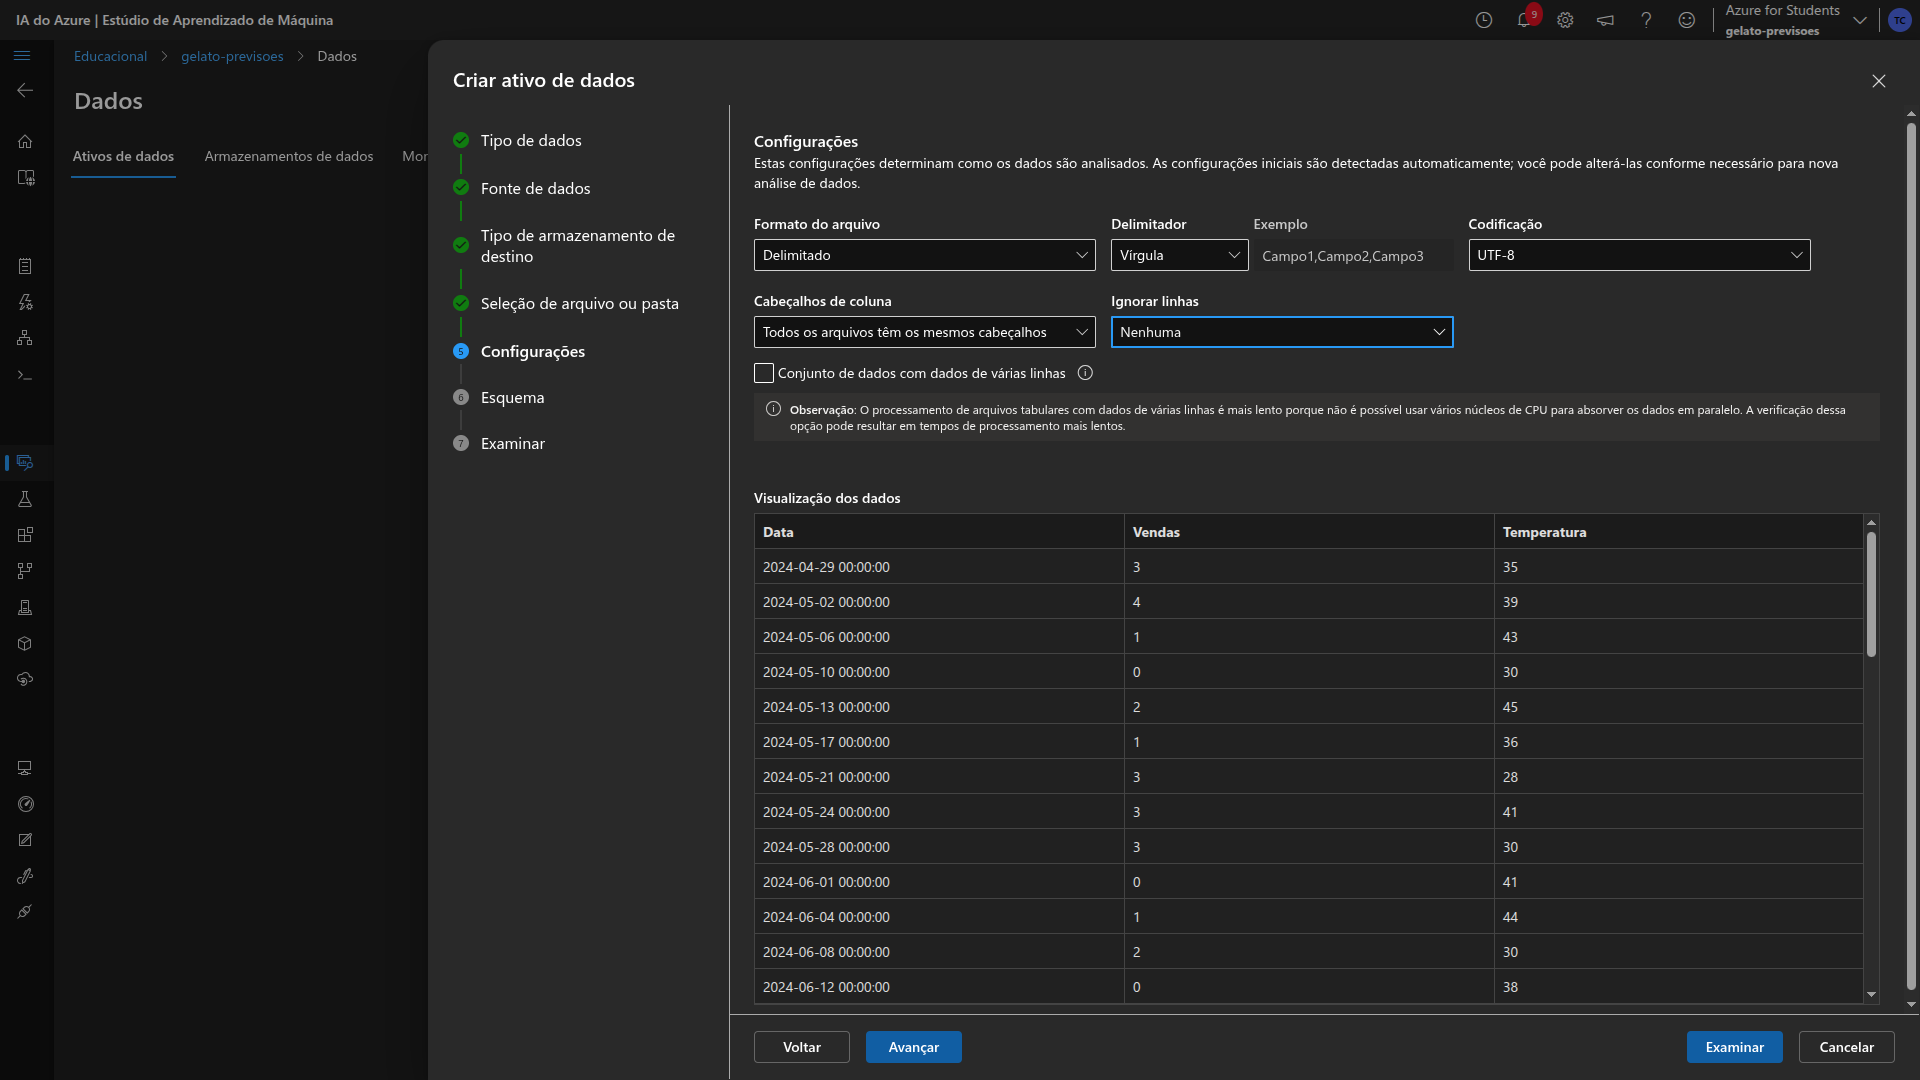 IA do Azure | Estúdio de Aprendizado de Máquina
9
Azure for Students
gelato-previsoes
TC
Educacional > gelato-previsoes > Dados
Dados
Ativos de dados
Armazenamentos de dados
Mor
Criar ativo de dados
Tipo de dados
Fonte de dados
Tipo de armazenamento de
destino
Seleção de arquivo ou pasta
5 Configurações
6 Esquema
7 Examinar
Configurações
Estas configurações determinam como os dados são analisados. As configurações iniciais são detectadas automaticamente; você pode alterá-las conforme necessário para nova
análise de dados.
Formato do arquivo
Delimitado
Delimitador
Vírgula
Exemplo
Campo1,Campo2,Campo3
Codificação
UTF-8
Cabeçalhos de coluna
Todos os arquivos têm os mesmos cabeçalhos
Ignorar linhas
Nenhuma
Conjunto de dados com dados de várias linhas
Observação: O processamento de arquivos tabulares com dados de várias linhas é mais lento porque não é possível usar vários núcleos de CPU para absorver os dados em paralelo. A verificação dessa
opção pode resultar em tempos de processamento mais lentos.
Visualização dos dados
Data Vendas Temperatura
2024-04-29 00:00:00 3 35
2024-05-02 00:00:00 4 39
2024-05-06 00:00:00 1 43
2024-05-10 00:00:00 0 30
2024-05-13 00:00:00 2 45
2024-05-17 00:00:00 1 36
2024-05-21 00:00:00 3 28
2024-05-24 00:00:00 3 41
2024-05-28 00:00:00 3 30
2024-06-01 00:00:00 0 41
2024-06-04 00:00:00 1 44
2024-06-08 00:00:00 2 30
2024-06-12 00:00:00 0 38
Voltar
Avançar
Examinar
Cancelar